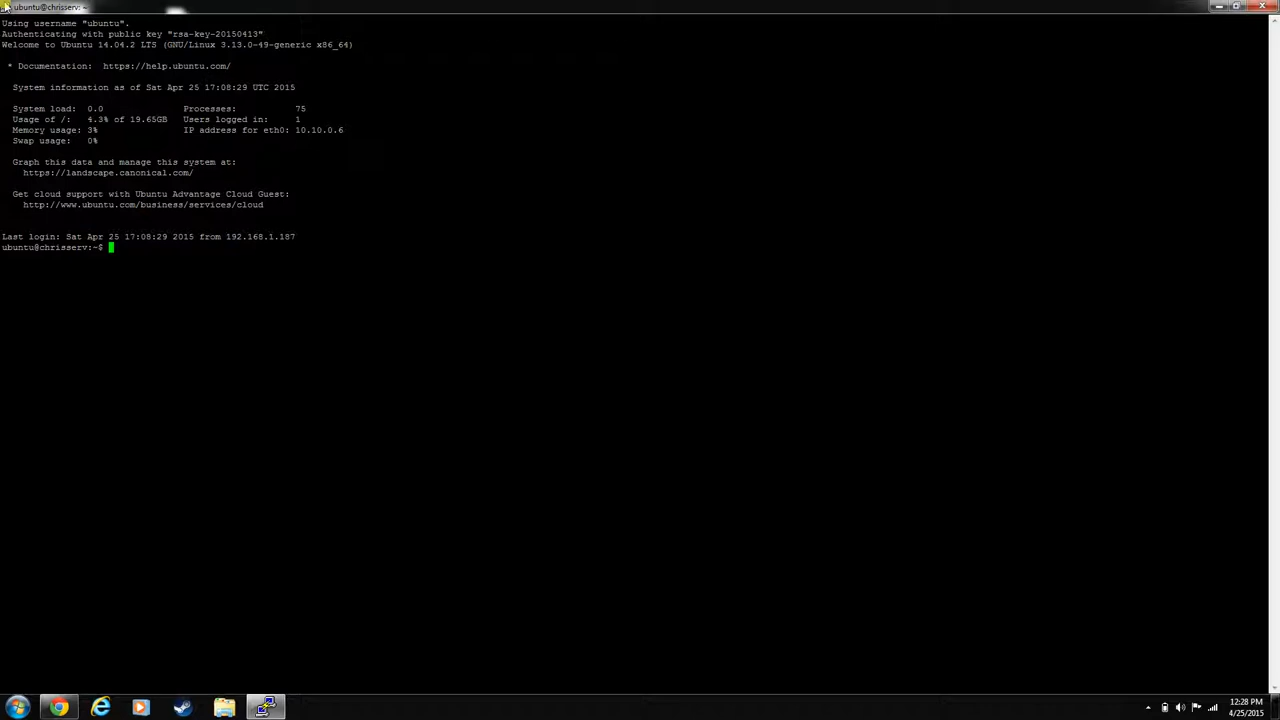 ubuntu@chrisserv: ~
Using username "ubuntu".
Authenticating with public key "rsa-key-20150413"
Welcome to Ubuntu 14.04.2 LTS (GNU/Linux 3.13.0-49-generic x86_64)
* Documentation:  https://help.ubuntu.com/
System information as of Sat Apr 25 17:08:29 UTC 2015
System load:  0.0               Processes:           75
Usage of /:   4.3% of 19.65GB   Users logged in:     1
Memory usage: 3%                IP address for eth0: 10.10.0.6
Swap usage:   0%
Graph this data and manage this system at:
https://landscape.canonical.com/
Get cloud support with Ubuntu Advantage Cloud Guest:
http://www.ubuntu.com/business/services/cloud
Last login: Sat Apr 25 17:08:29 2015 from 192.168.1.187
ubuntu@chrisserv:~$
12:28 PM
4/25/2015